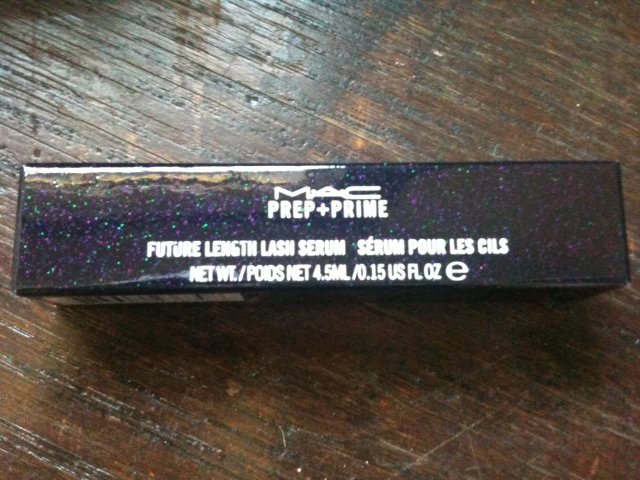 MAC
PREP+PRIME
FUTURE LENGTH LASH SERUM SÉRUM POUR LES CILS
NET WT./POIDS NET 4.5ML/0.15 US FL OZ ℮